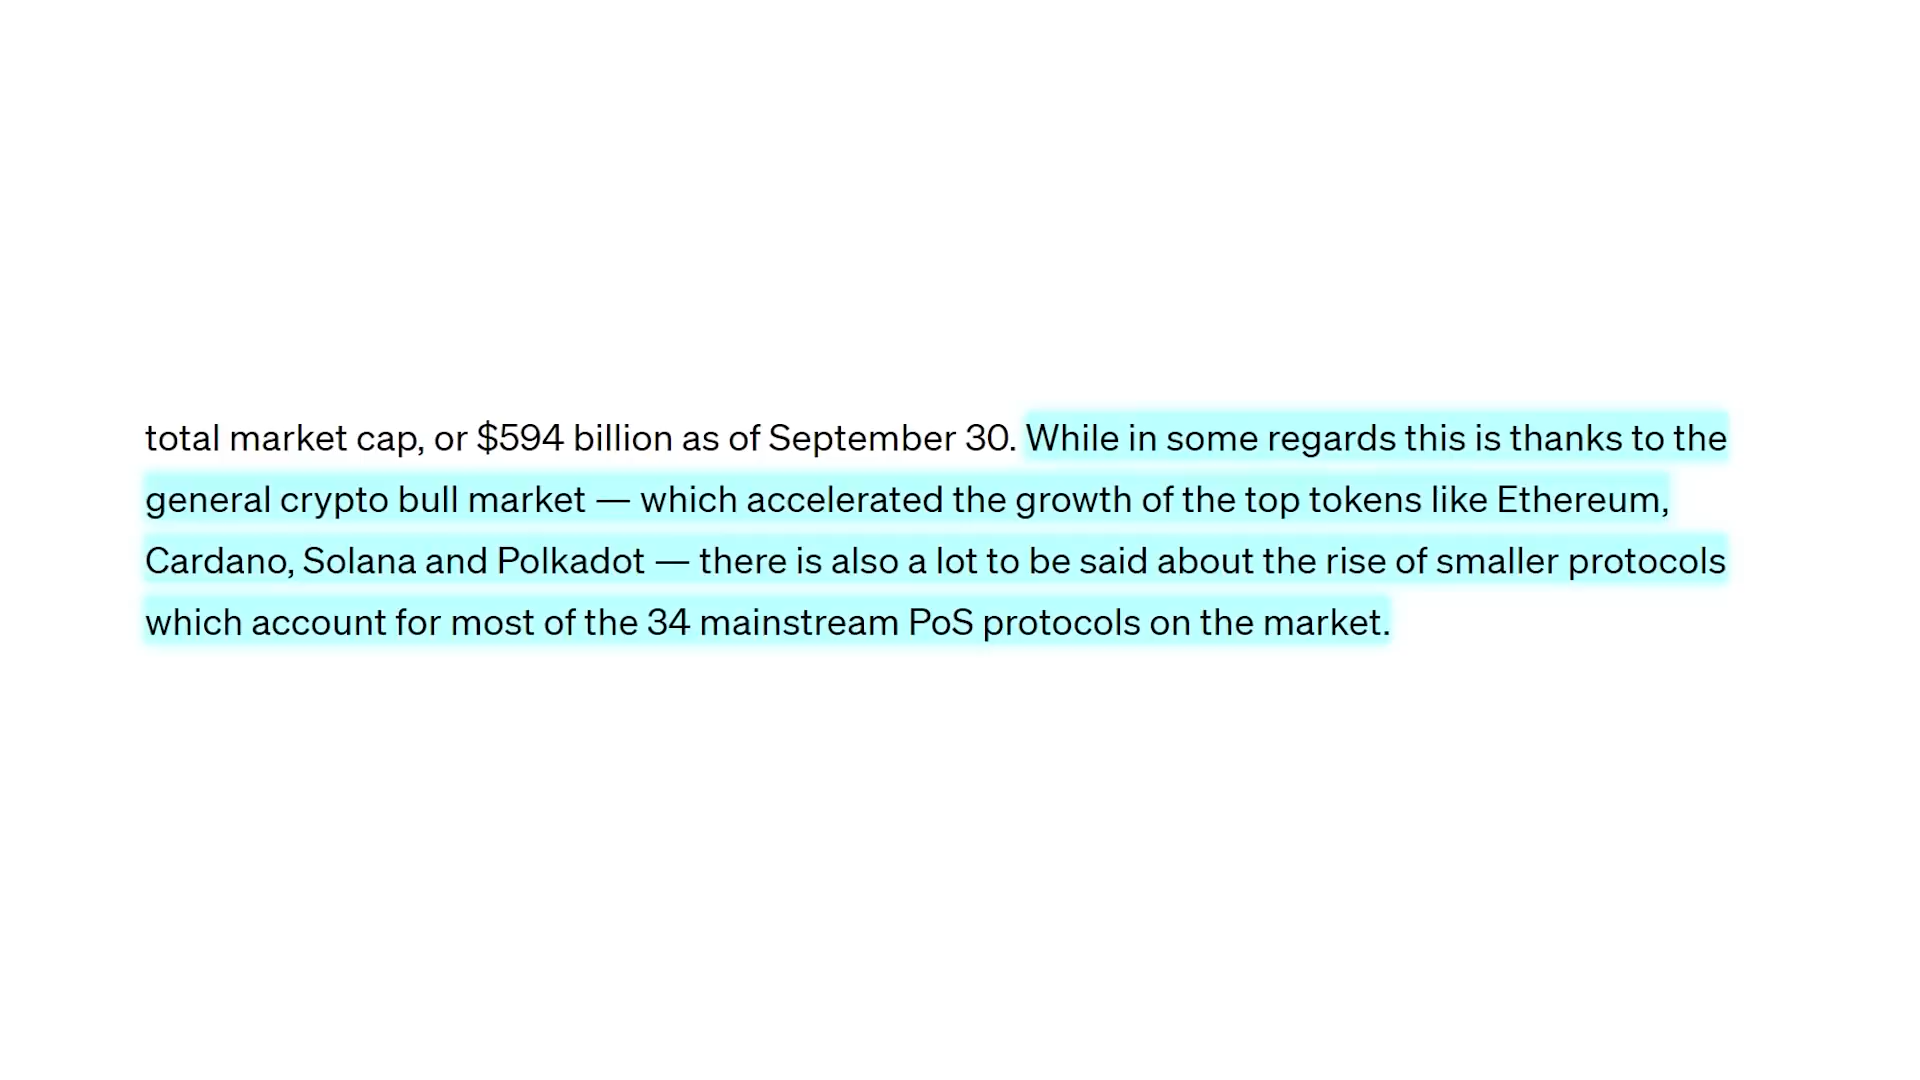 total market cap, or $594 billion as of September 30. While in some regards this is thanks to the
general crypto bull market — which accelerated the growth of the top tokens like Ethereum,
Cardano, Solana and Polkadot — there is also a lot to be said about the rise of smaller protocols
which account for most of the 34 mainstream PoS protocols on the market.